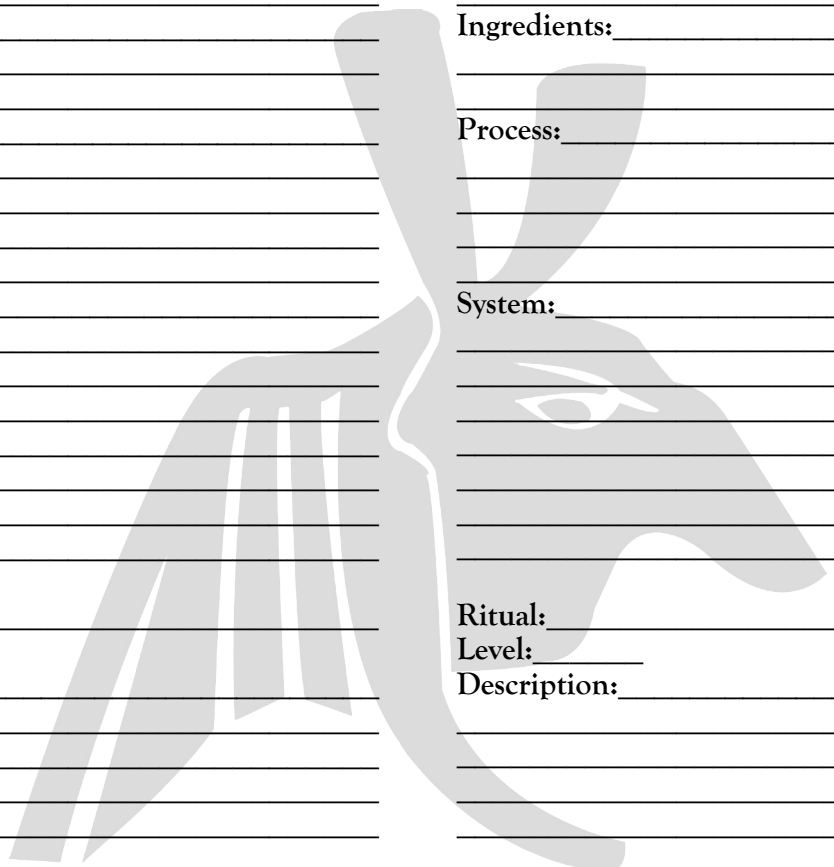 Ingredients:
Process:
System:
Ritual:
Level:
Description: